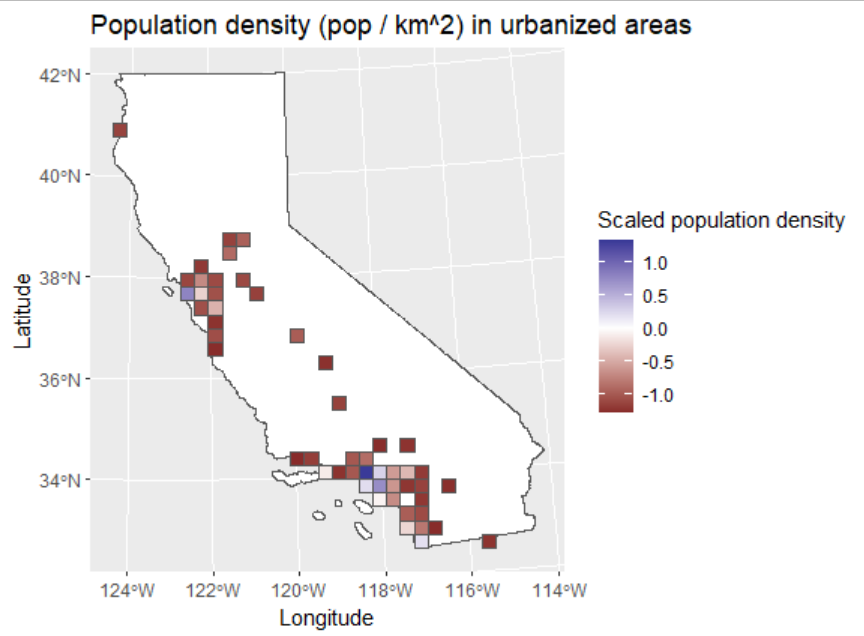 Population density (pop / km^2) in urbanized areas
42°N
40°N
38°N
36°N
34°N
Latitude
124°W 122°W 120°W 118°W 116°W 114°W
Longitude
Scaled population density
1.0
0.5
0.0
-0.5
-1.0